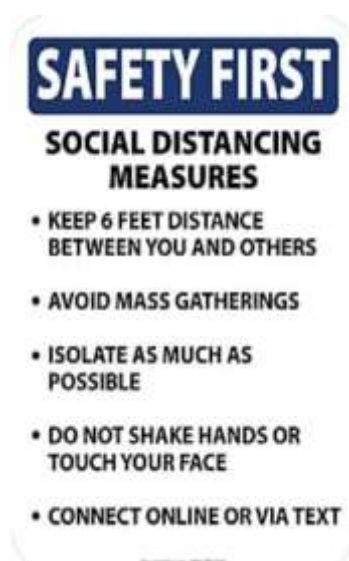 SAFETY FIRST
SOCIAL DISTANCING
MEASURES
• KEEP 6 FEET DISTANCE
BETWEEN YOU AND OTHERS
• AVOID MASS GATHERINGS
• ISOLATE AS MUCH AS
POSSIBLE
• DO NOT SHAKE HANDS OR
TOUCH YOUR FACE
• CONNECT ONLINE OR VIA TEXT